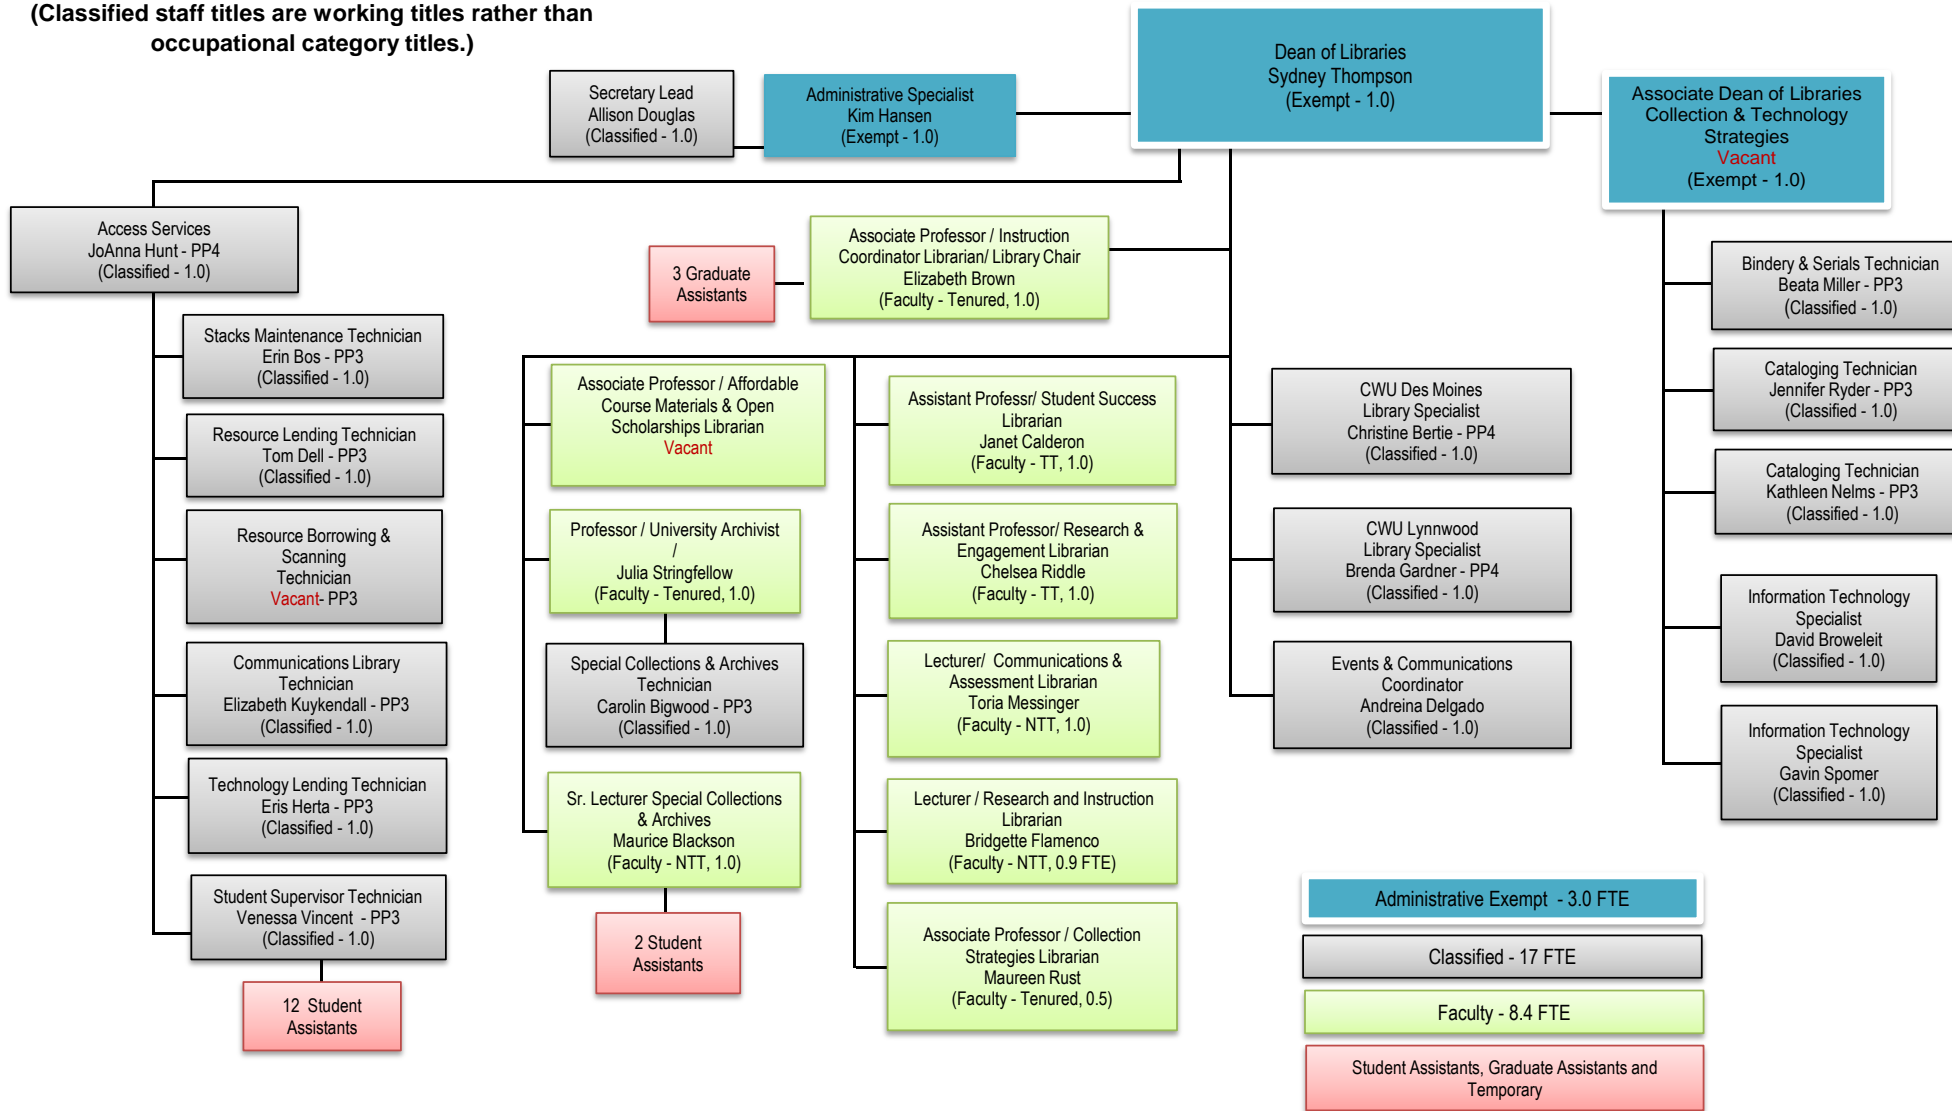 (Classified staff titles are working titles rather than
occupational category titles.)
Dean of Libraries
Sydney Thompson
(Exempt - 1.0)
Secretary Lead
Allison Douglas
(Classified - 1.0)
Administrative Specialist
Kim Hansen
(Exempt - 1.0)
Associate Dean of Libraries
Collection & Technology
Strategies
Vacant
(Exempt - 1.0)
Access Services
JoAnna Hunt - PP4
(Classified - 1.0)
Associate Professor / Instruction
Coordinator Librarian/ Library Chair
Elizabeth Brown
(Faculty - Tenured, 1.0)
3 Graduate
Assistants
Stacks Maintenance Technician
Erin Bos - PP3
(Classified - 1.0)
Resource Lending Technician
Tom Dell - PP3
(Classified - 1.0)
Resource Borrowing &
Scanning
Technician
Vacant- PP3
Communications Library
Technician
Elizabeth Kuykendall - PP3
(Classified - 1.0)
Technology Lending Technician
Eris Herta - PP3
(Classified - 1.0)
Student Supervisor Technician
Venessa Vincent  - PP3
(Classified - 1.0)
12  Student
Assistants
Associate Professor / Affordable
Course Materials & Open
Scholarships Librarian
Vacant
Professor / University Archivist
/
Julia Stringfellow
(Faculty - Tenured, 1.0)
Special Collections & Archives
Technician
Carolin Bigwood - PP3
(Classified - 1.0)
Sr. Lecturer Special Collections
& Archives
Maurice Blackson
(Faculty - NTT, 1.0)
2 Student
Assistants
Assistant Professr/ Student Success
Librarian
Janet Calderon
(Faculty - TT, 1.0)
Assistant Professor/ Research &
Engagement Librarian
Chelsea Riddle
(Faculty - TT, 1.0)
Lecturer/  Communications &
Assessment Librarian
Toria Messinger
(Faculty - NTT, 1.0)
Lecturer / Research and Instruction
Librarian
Bridgette Flamenco
(Faculty - NTT, 0.9 FTE)
Associate Professor / Collection
Strategies Librarian
Maureen Rust
(Faculty - Tenured, 0.5)
CWU Des Moines
Library Specialist
Christine Bertie - PP4
(Classified - 1.0)
CWU Lynnwood
Library Specialist
Brenda Gardner - PP4
(Classified - 1.0)
Events & Communications
Coordinator
Andreina Delgado
(Classified - 1.0)
Bindery & Serials Technician
Beata Miller - PP3
(Classified - 1.0)
Cataloging Technician
Jennifer Ryder - PP3
(Classified - 1.0)
Cataloging Technician
Kathleen Nelms - PP3
(Classified - 1.0)
Information Technology
Specialist
David Broweleit
(Classified - 1.0)
Information Technology
Specialist
Gavin Spomer
(Classified - 1.0)
Administrative Exempt  - 3.0 FTE
Classified - 17 FTE
Faculty - 8.4 FTE
Student Assistants, Graduate Assistants and
Temporary